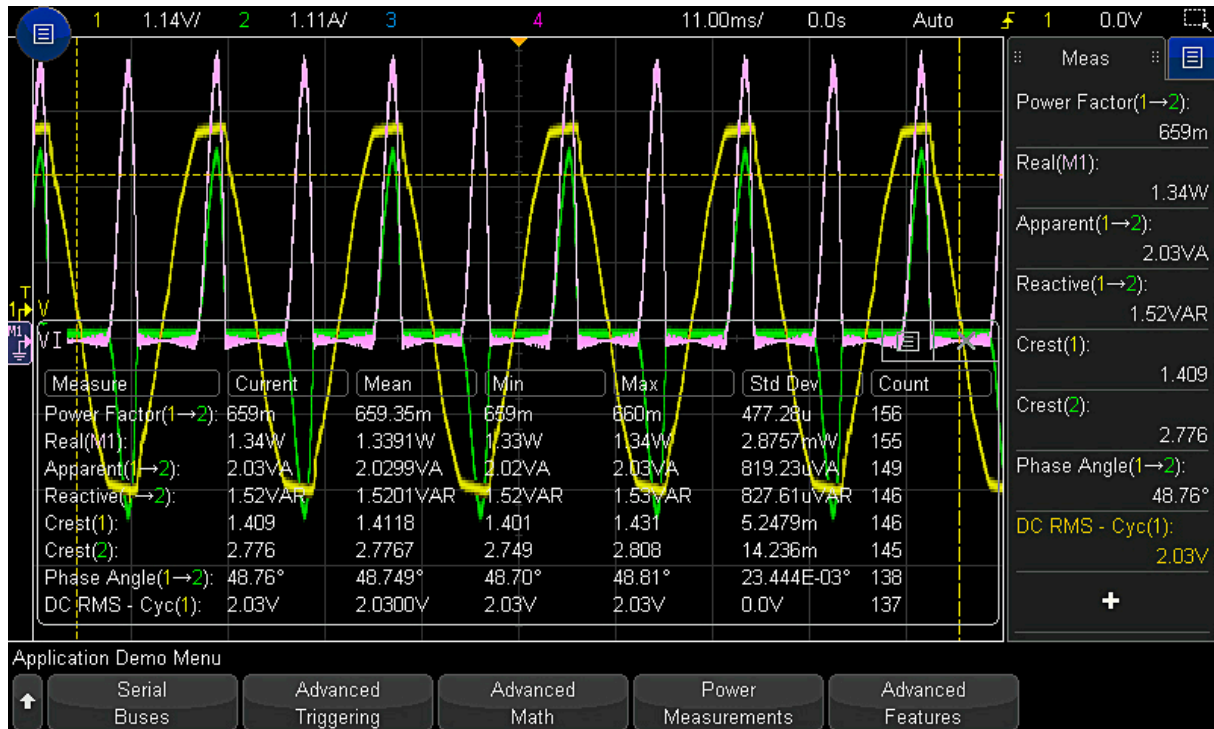 1 1.14V/ 2 1.11A/ 3 4 11.00ms/ 0.0s Auto 1 0.0V
Meas
Power Factor(1→2):
659m
Real(M1):
1.34W
Apparent(1→2):
2.03VA
Reactive(1→2):
1.52VAR
Crest(1):
1.409
Crest(2):
2.776
Phase Angle(1→2):
48.76°
DC RMS - Cyc(1):
2.03V
+
T
1 V
M1 VI
Measure Current Mean Min Max Std Dev Count
Power Factor(1→2): 659m 659.35m 659m 660m 477.28u 156
Real(M1): 1.34W 1.3391W 1.33W 1.34W 2.8757mW 155
Apparent(1→2): 2.03VA 2.0299VA 2.02VA 2.03VA 819.23uVA 149
Reactive(1→2): 1.52VAR 1.5201VAR 1.52VAR 1.53VAR 827.61uVAR 146
Crest(1): 1.409 1.4118 1.401 1.431 5.2479m 146
Crest(2): 2.776 2.7767 2.749 2.808 14.236m 145
Phase Angle(1→2): 48.76° 48.749° 48.70° 48.81° 23.444E-03° 138
DC RMS - Cyc(1): 2.03V 2.0300V 2.03V 2.03V 0.0V 137
Application Demo Menu
Serial
Buses
Advanced
Triggering
Advanced
Math
Power
Measurements
Advanced
Features